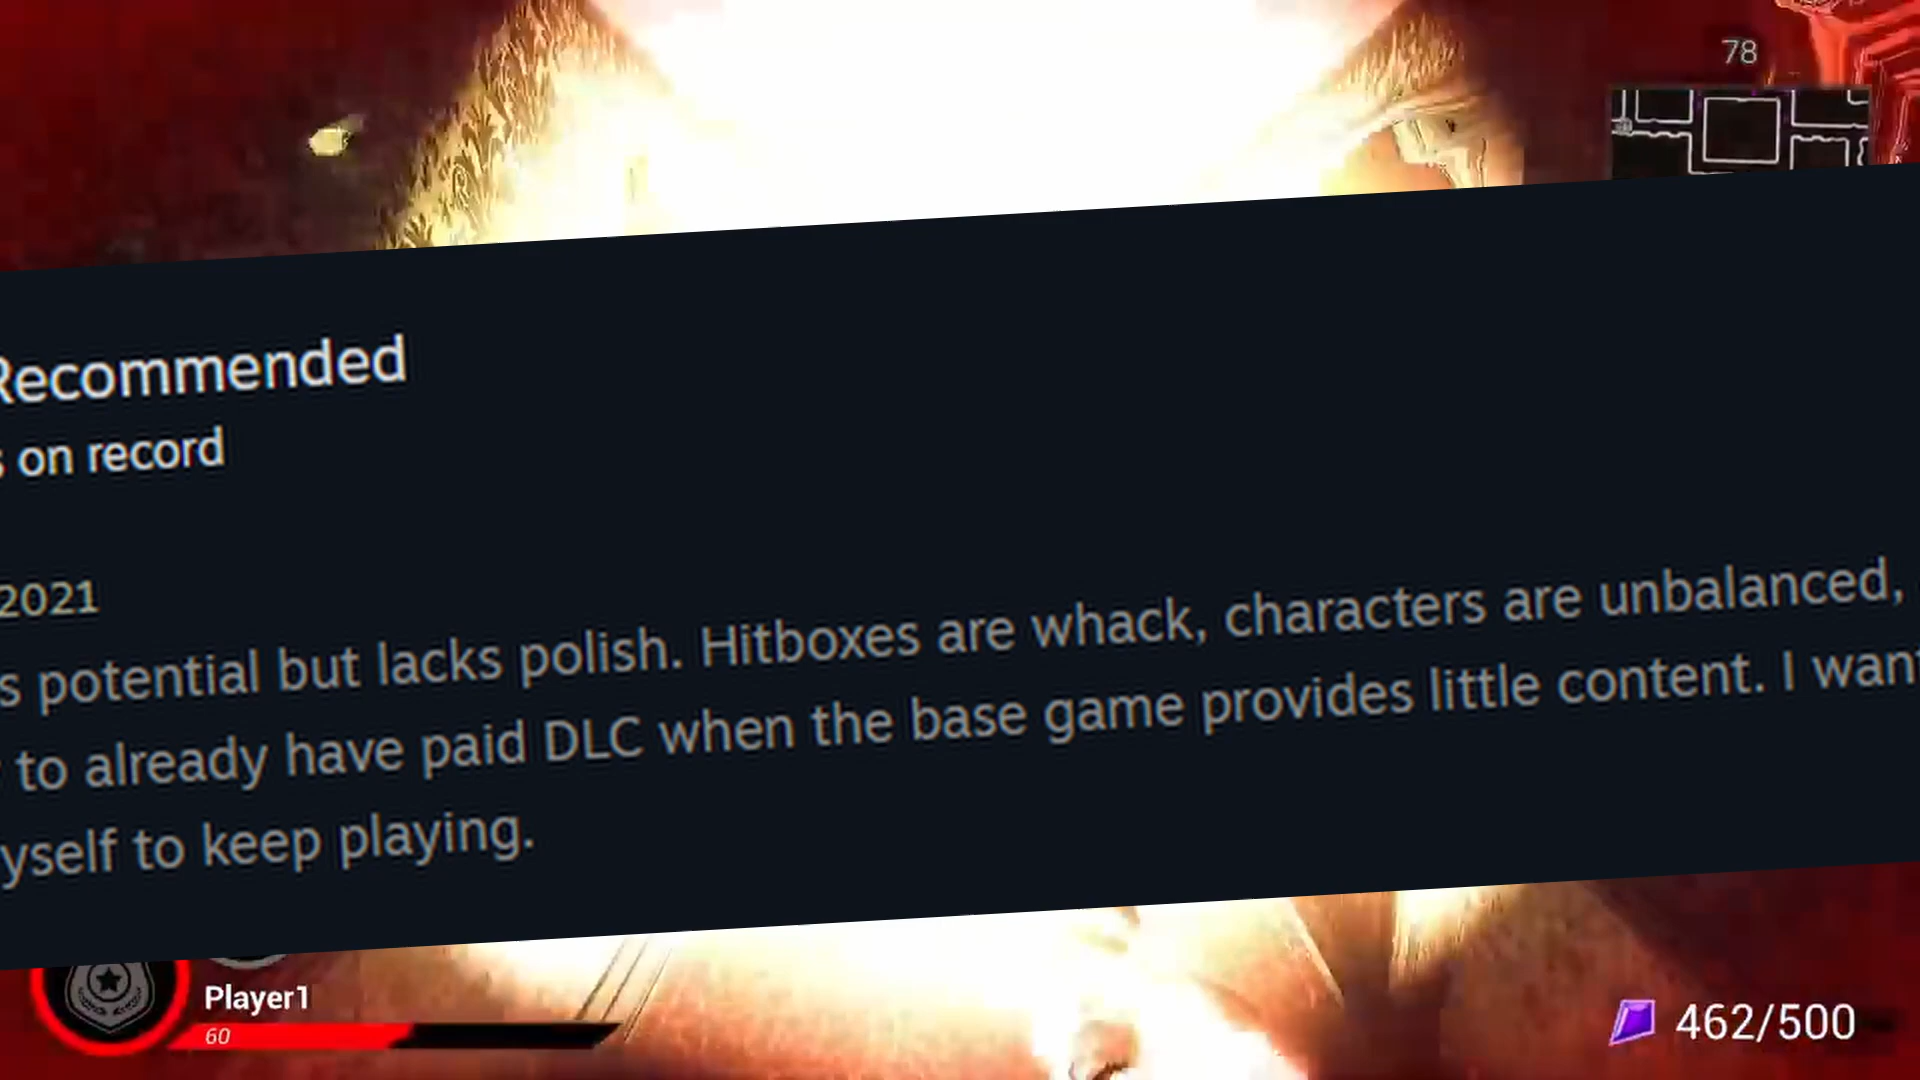 78
Recommended
s on record
2021
s potential but lacks polish. Hitboxes are whack, characters are unbalanced,
to already have paid DLC when the base game provides little content. I want
yself to keep playing.
Player1
60
462/500